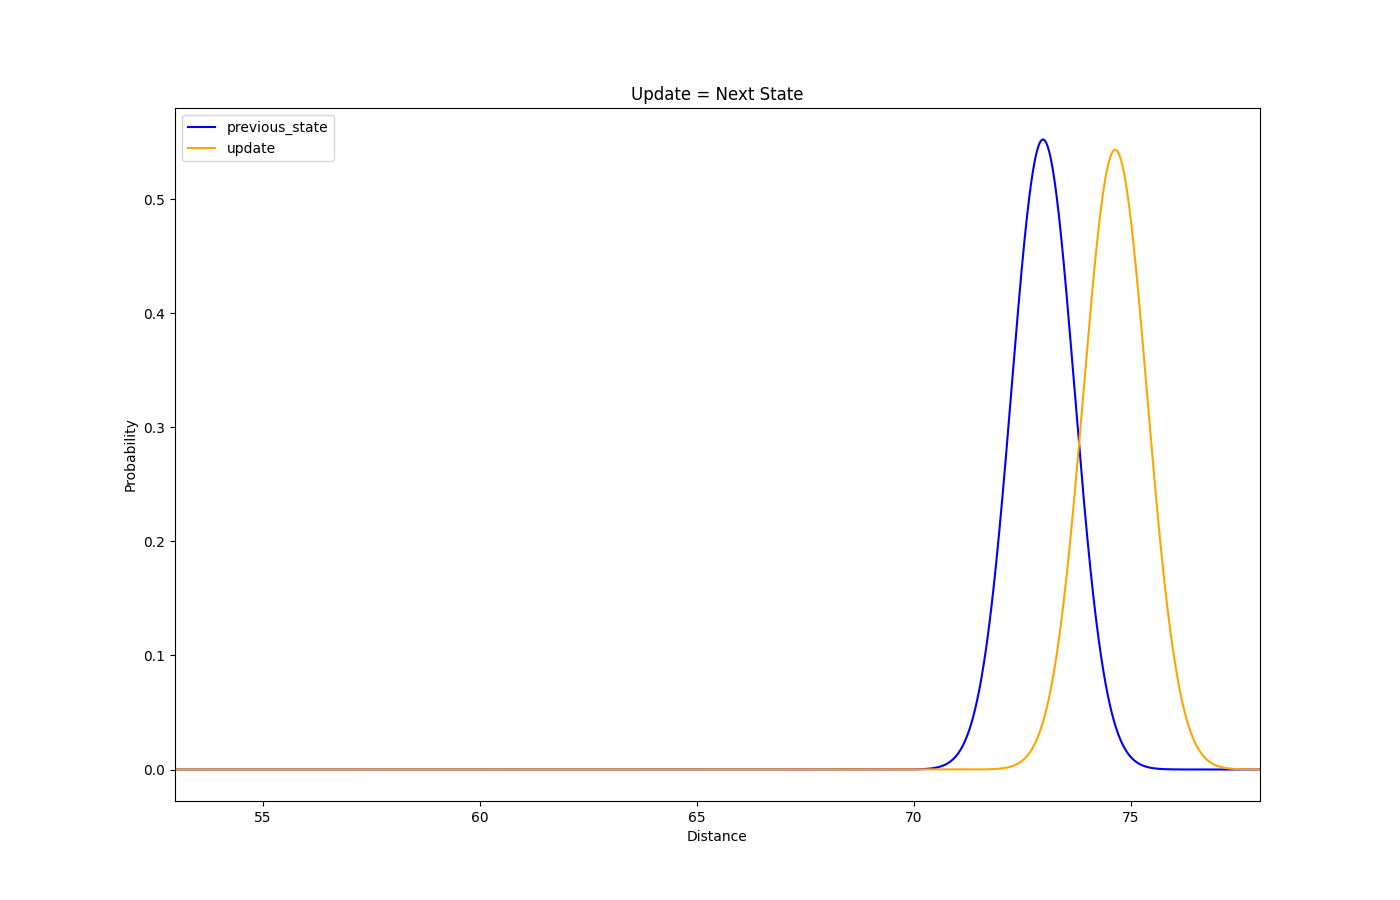 Update = Next State
previous_state
update
0.5
0.4
0.3
0.2
0.1
0.0
Probability
55 60 65 70 75
Distance